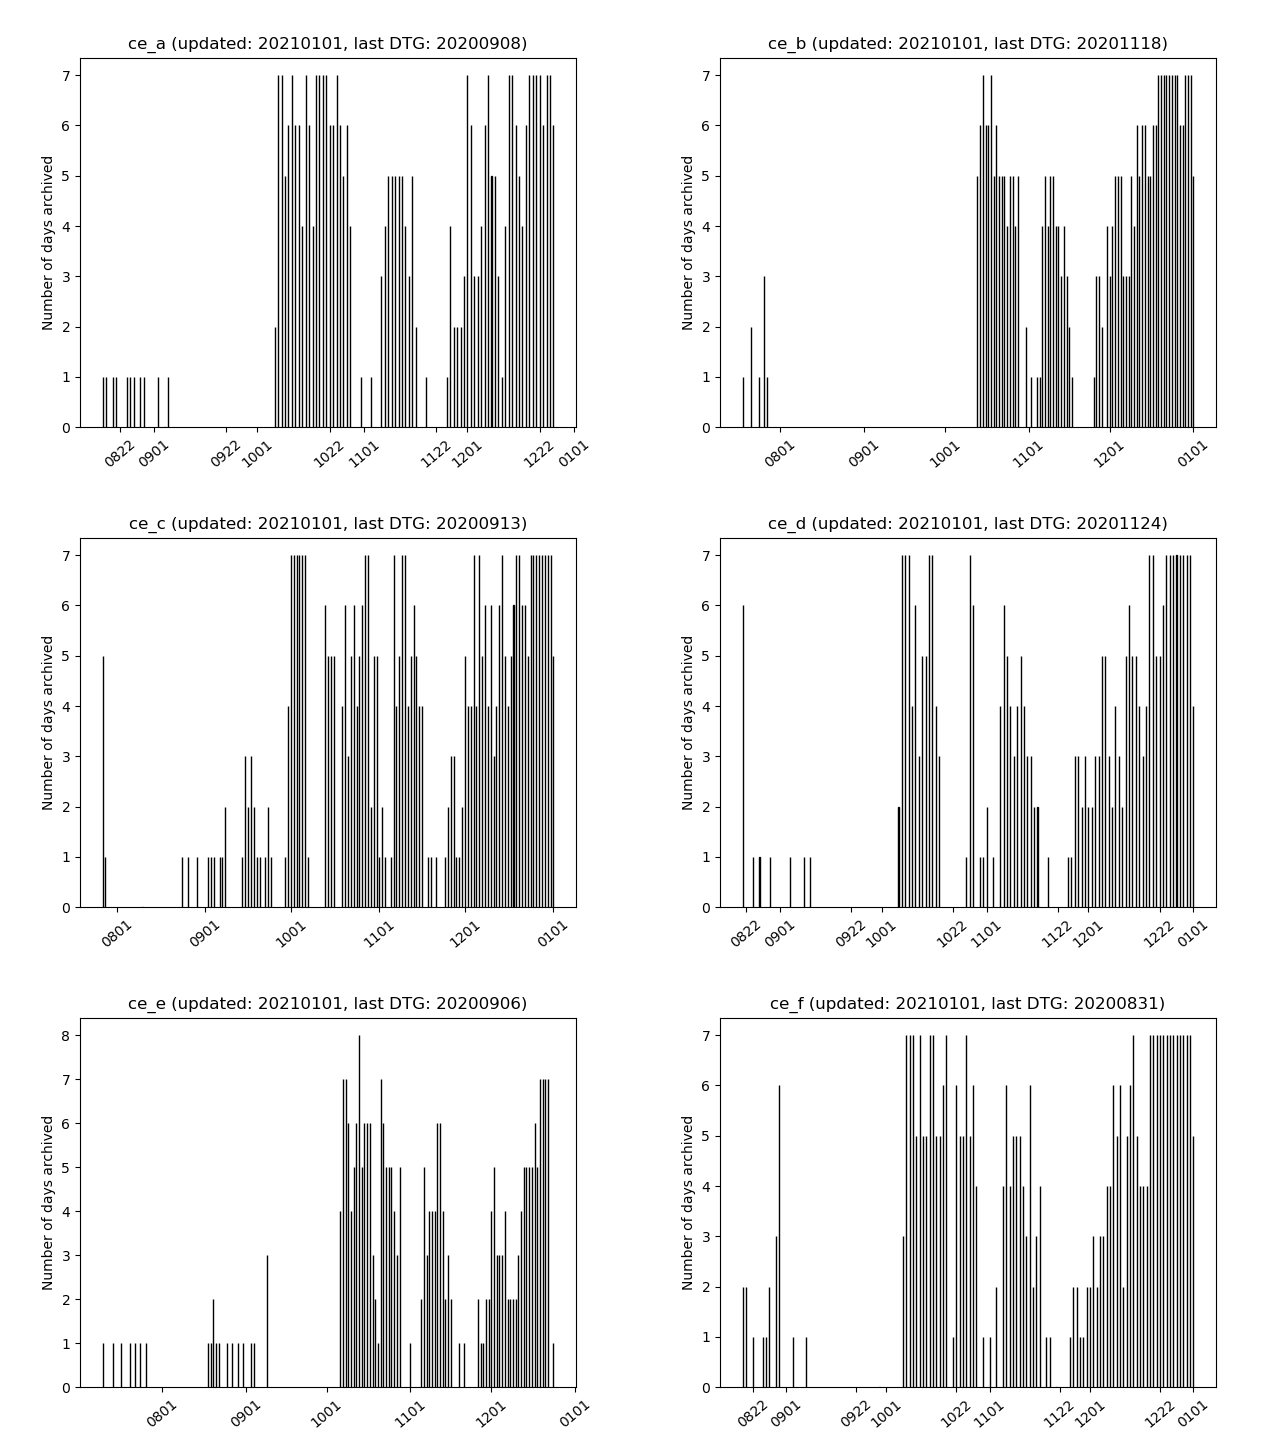 ce_a (updated: 20210101, last DTG: 20200908)
Number of days archived
7
6
5
4
3
2
1
0
0822 0901 0922 1001 1022 1101 1122 1201 1222 0101
ce_b (updated: 20210101, last DTG: 20201118)
Number of days archived
7
6
5
4
3
2
1
0
0801 0901 1001 1101 1201 0101
ce_c (updated: 20210101, last DTG: 20200913)
Number of days archived
7
6
5
4
3
2
1
0
0801 0901 1001 1101 1201 0101
ce_d (updated: 20210101, last DTG: 20201124)
Number of days archived
7
6
5
4
3
2
1
0
0822 0901 0922 1001 1022 1101 1122 1201 1222 0101
ce_e (updated: 20210101, last DTG: 20200906)
Number of days archived
8
7
6
5
4
3
2
1
0
0801 0901 1001 1101 1201 0101
ce_f (updated: 20210101, last DTG: 20200831)
Number of days archived
7
6
5
4
3
2
1
0
0822 0901 0922 1001 1022 1101 1122 1201 1222 0101